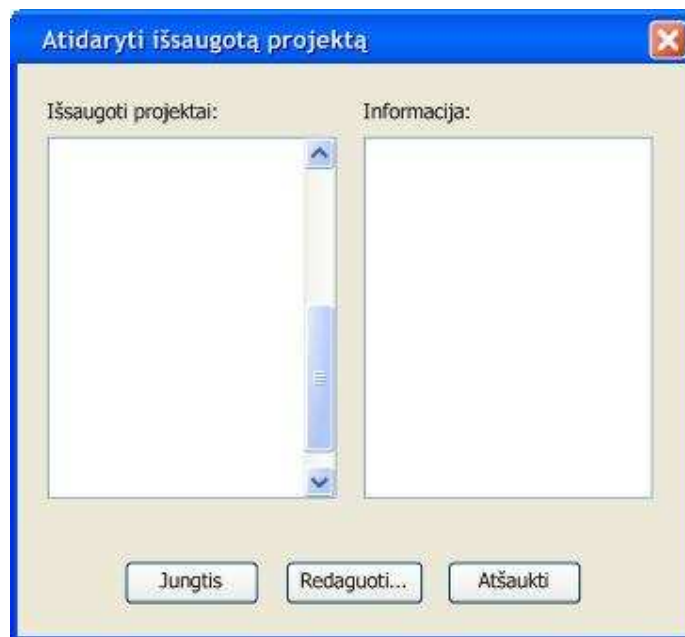 Atidaryti išsaugotą projektą
Išsaugoti projektai:
Informacija:
Jungtis
Redaguoti...
Atšaukti